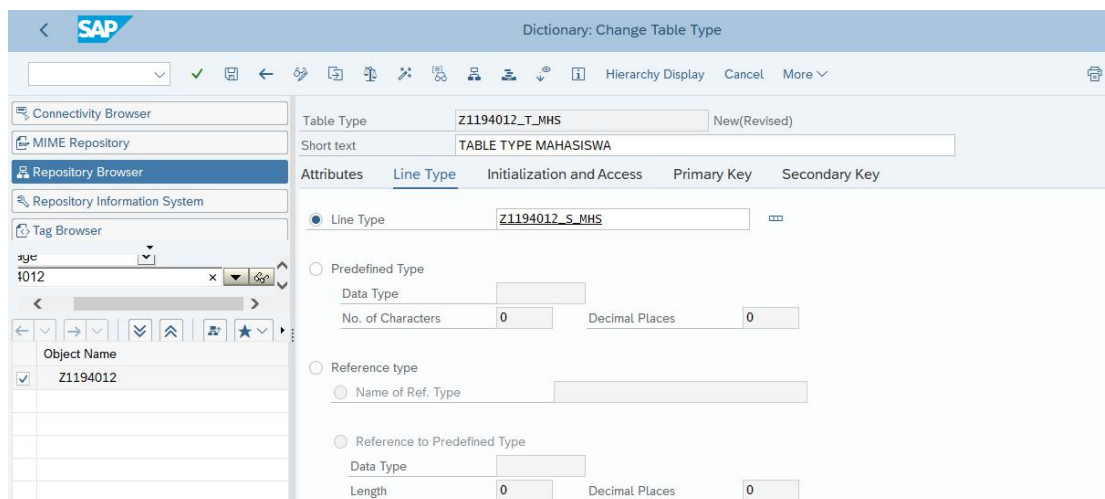 SAP
Dictionary: Change Table Type
Hierarchy Display Cancel More
Connectivity Browser
MIME Repository
Repository Browser
Repository Information System
Tag Browser
4012
Object Name
Z1194012
Table Type Z1194012_T_MHS New(Revised)
Short text TABLE TYPE MAHASISWA
Attributes Line Type Initialization and Access Primary Key Secondary Key
Line Type Z1194012_S_MHS
Predefined Type
Data Type
No. of Characters 0 Decimal Places 0
Reference type
Name of Ref. Type
Reference to Predefined Type
Data Type
Length 0 Decimal Places 0